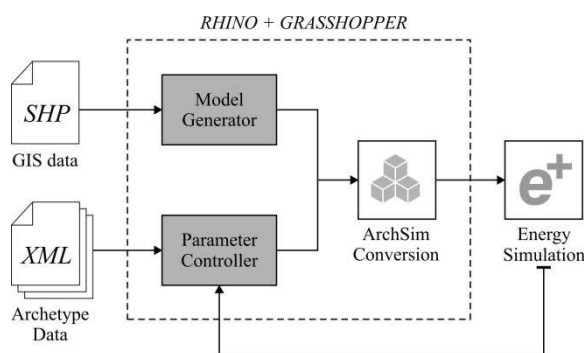 RHINO + GRASSHOPPER
SHP
GIS data
Model
Generator
XML
Archetype
Data
Parameter
Controller
ArchSim
Conversion
e+
Energy
Simulation